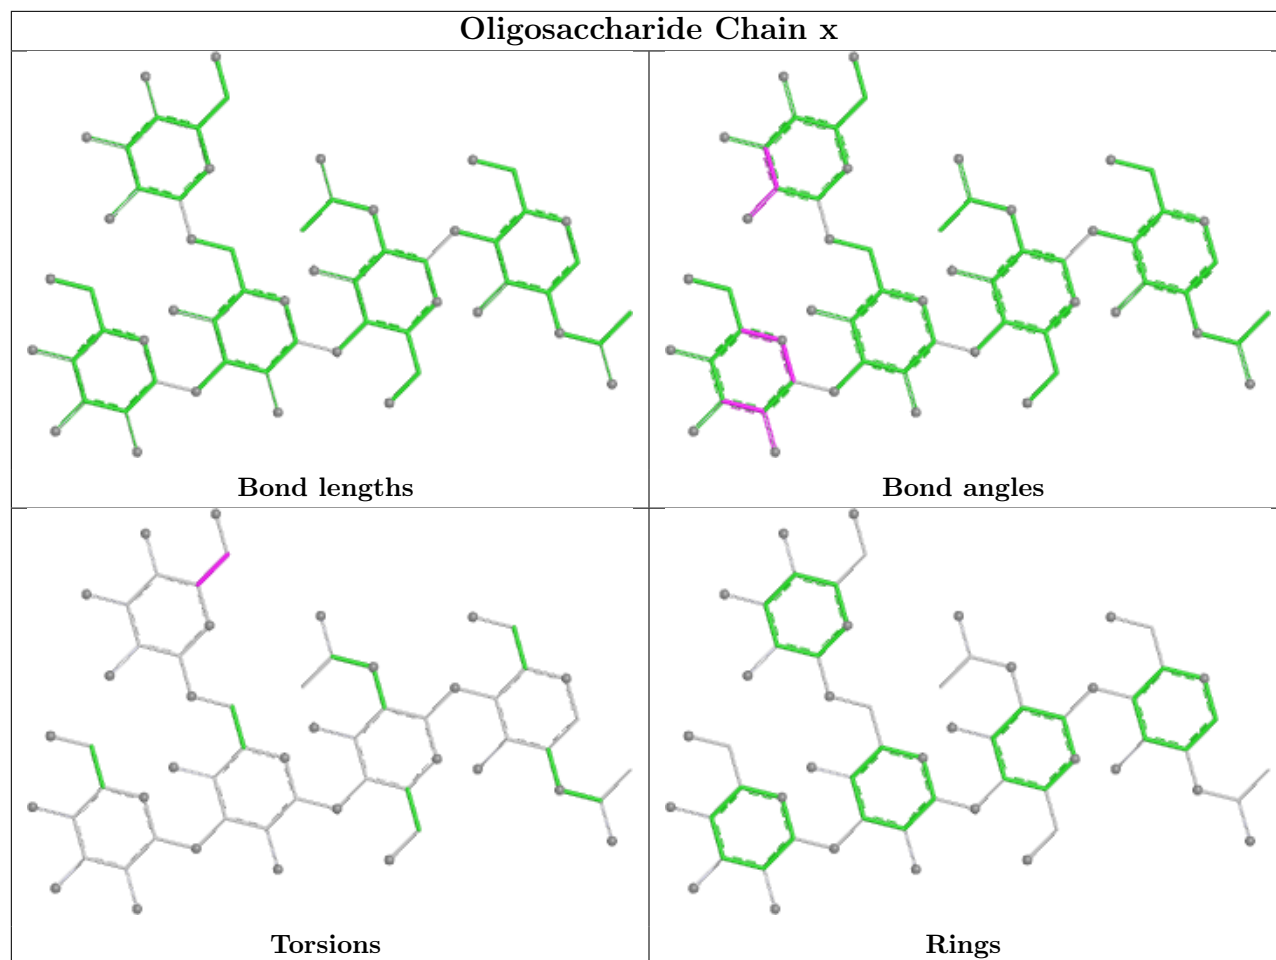 Oligosaccharide Chain x
Bond lengths
Bond angles
Torsions
Rings